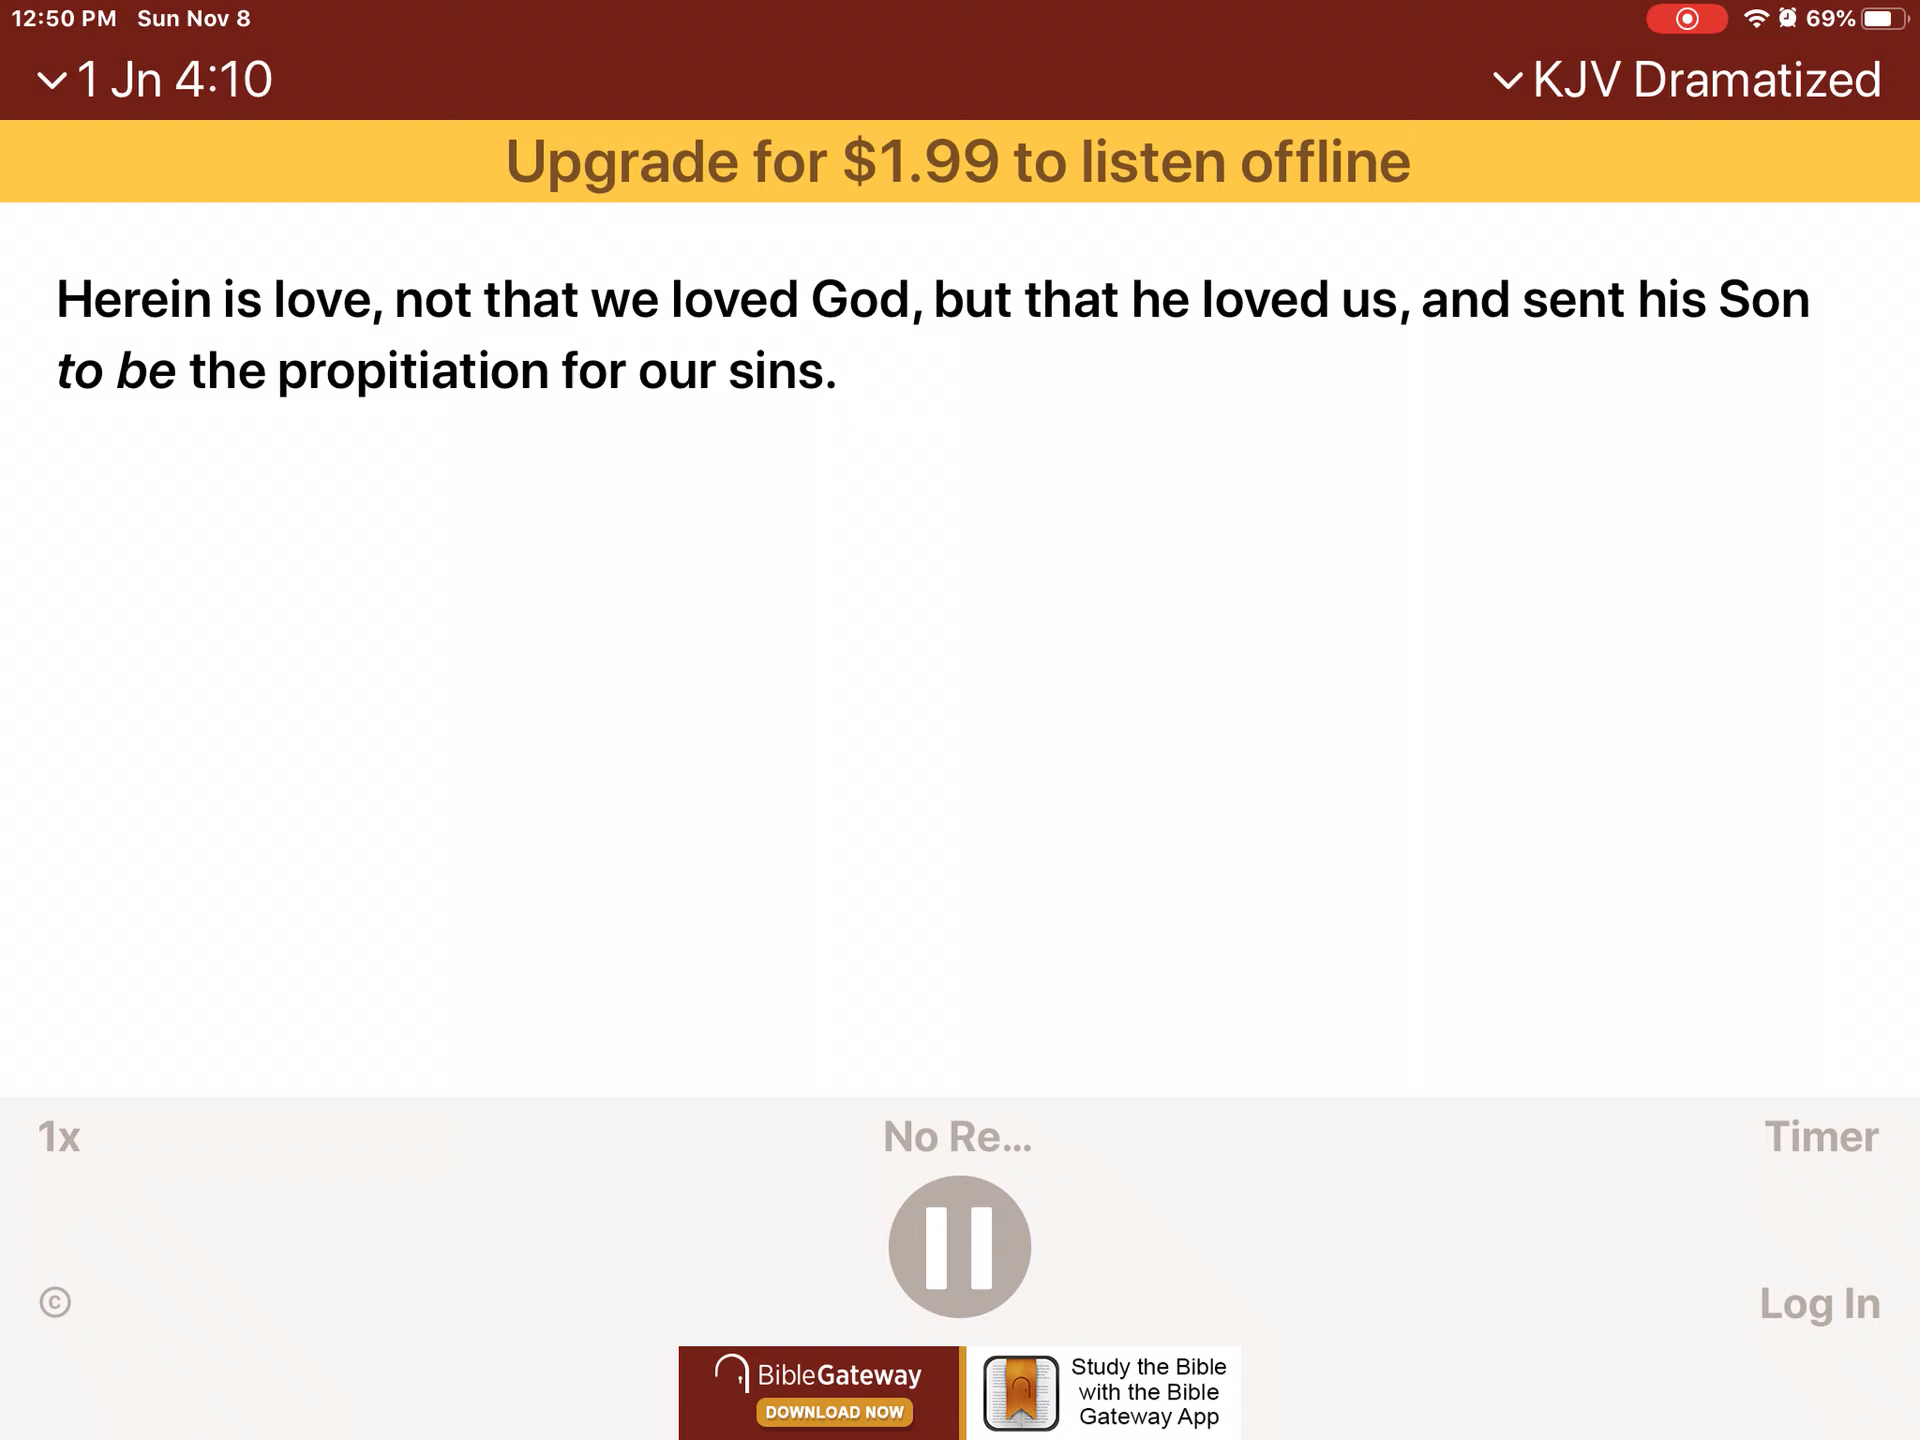 12:50 PM Sun Nov 8 69%
1 Jn 4:10 KJV Dramatized
Upgrade for $1.99 to listen offline
Herein is love, not that we loved God, but that he loved us, and sent his Son
to be the propitiation for our sins.
1x No Re... Timer
© Log In
BibleGateway
DOWNLOAD NOW
Study the Bible
with the Bible
Gateway App